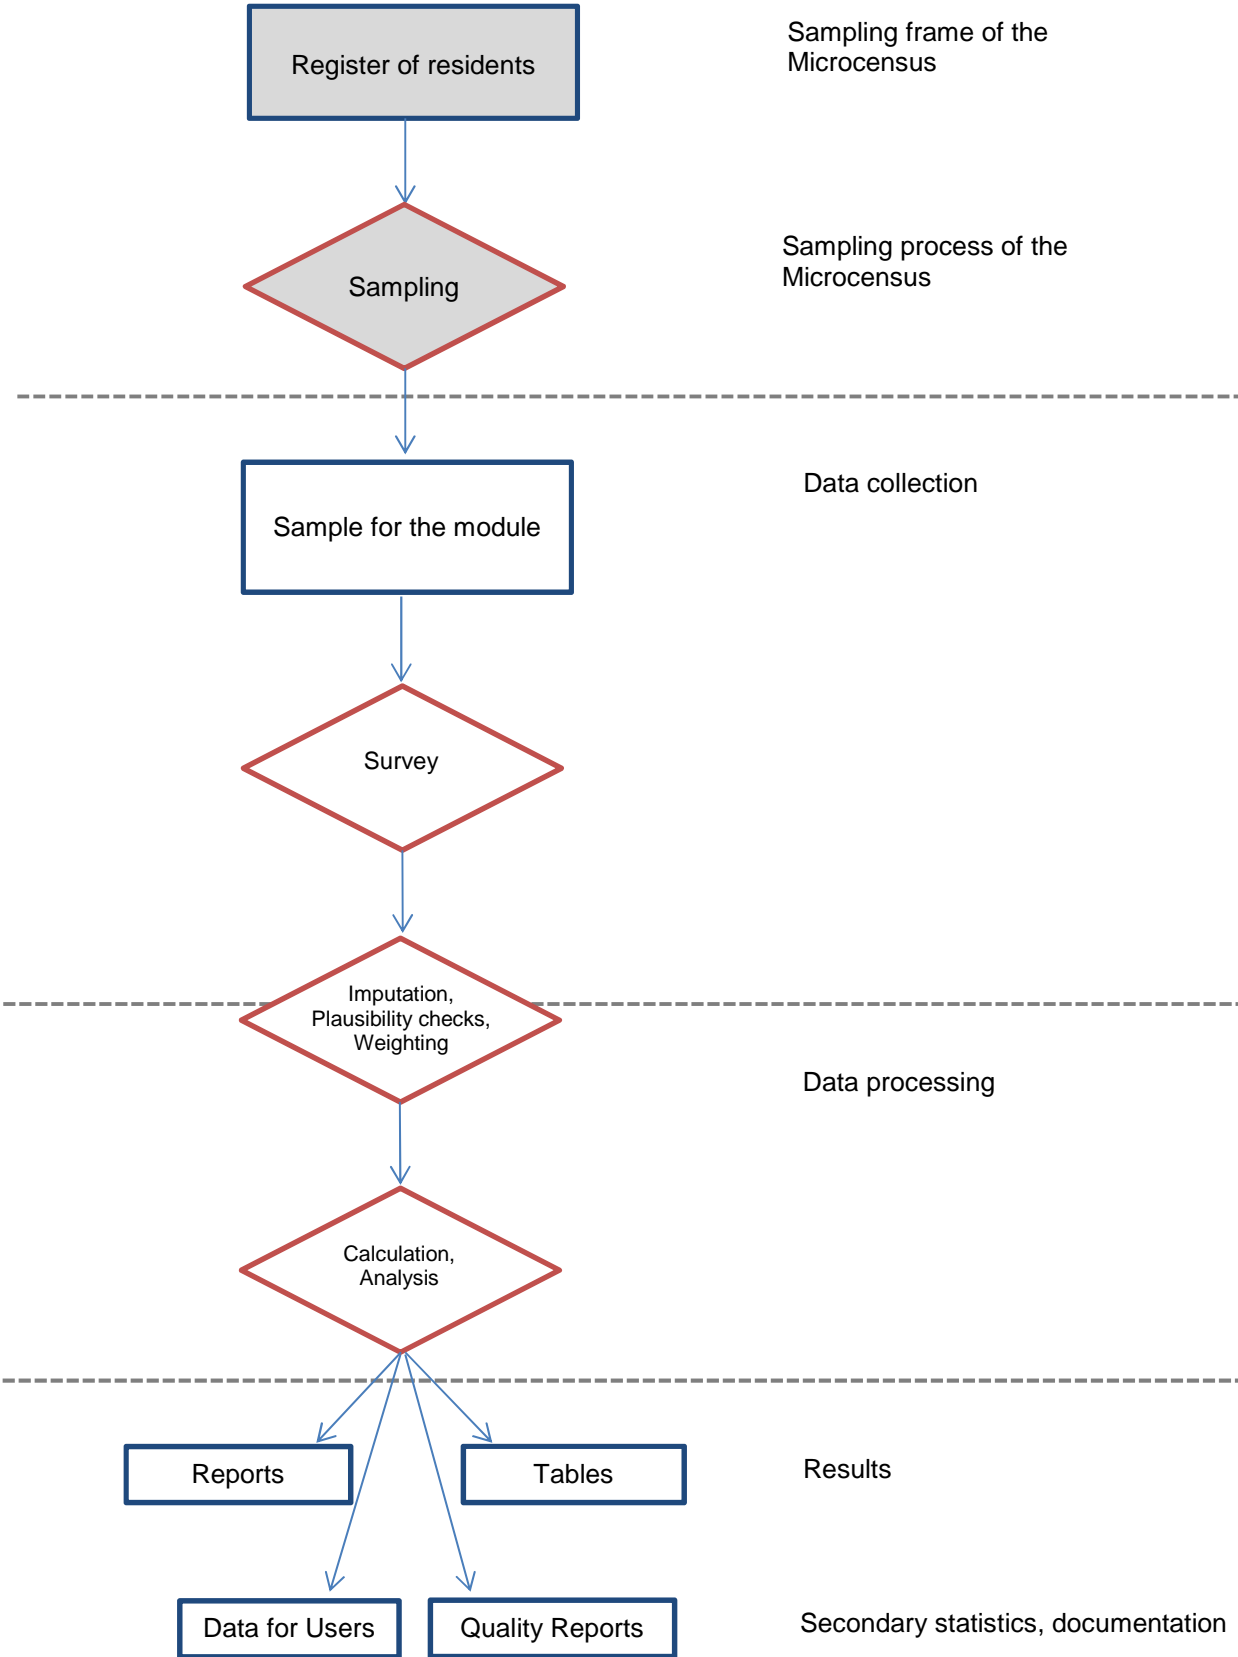 Register of residents
Sampling frame of the
Microcensus
Sampling
Sampling process of the
Microcensus
Sample for the module
Data collection
Survey
Imputation,
Plausibility checks,
Weighting
Data processing
Calculation,
Analysis
Reports
Tables
Results
Data for Users
Quality Reports
Secondary statistics, documentation